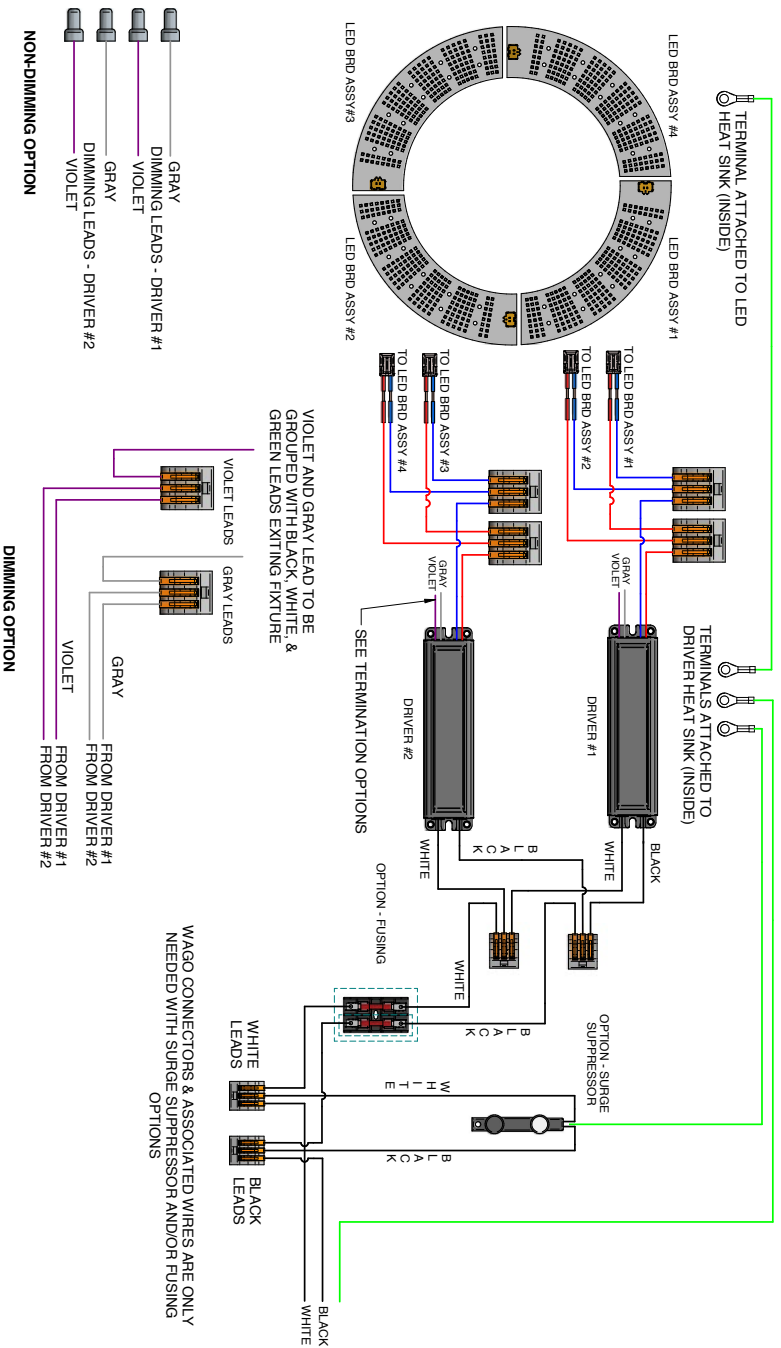 TERMINAL ATTACHED TO LED
HEAT SINK (INSIDE)
LED BRD ASSY #4
LED BRD ASSY #1
LED BRD ASSY#3
LED BRD ASSY #2
TO LED BRD ASSY #1
TO LED BRD ASSY #2
TO LED BRD ASSY #3
TO LED BRD ASSY #4
GRAY
VIOLET
GRAY
VIOLET
TERMINALS ATTACHED TO
DRIVER HEAT SINK (INSIDE)
DRIVER #1
DRIVER #2
SEE TERMINATION OPTIONS
BLACK
WHITE
BLACK
WHITE
OPTION - FUSING
WHITE
BLACK
OPTION - SURGE
SUPPRESSOR
WHITE
BLACK
WHITE
LEADS
BLACK
LEADS
BLACK
WHITE
WAGO CONNECTORS & ASSOCIATED WIRES ARE ONLY
NEEDED WITH SURGE SUPPRESSOR AND/OR FUSING
OPTIONS
GRAY
DIMMING LEADS - DRIVER #1
VIOLET
GRAY
DIMMING LEADS - DRIVER #2
VIOLET
NON-DIMMING OPTION
VIOLET AND GRAY LEAD TO BE
GROUPED WITH BLACK, WHITE, &
GREEN LEADS EXITING FIXTURE
VIOLET LEADS
GRAY LEADS
GRAY
VIOLET
FROM DRIVER #1
FROM DRIVER #2
FROM DRIVER #1
FROM DRIVER #2
DIMMING OPTION